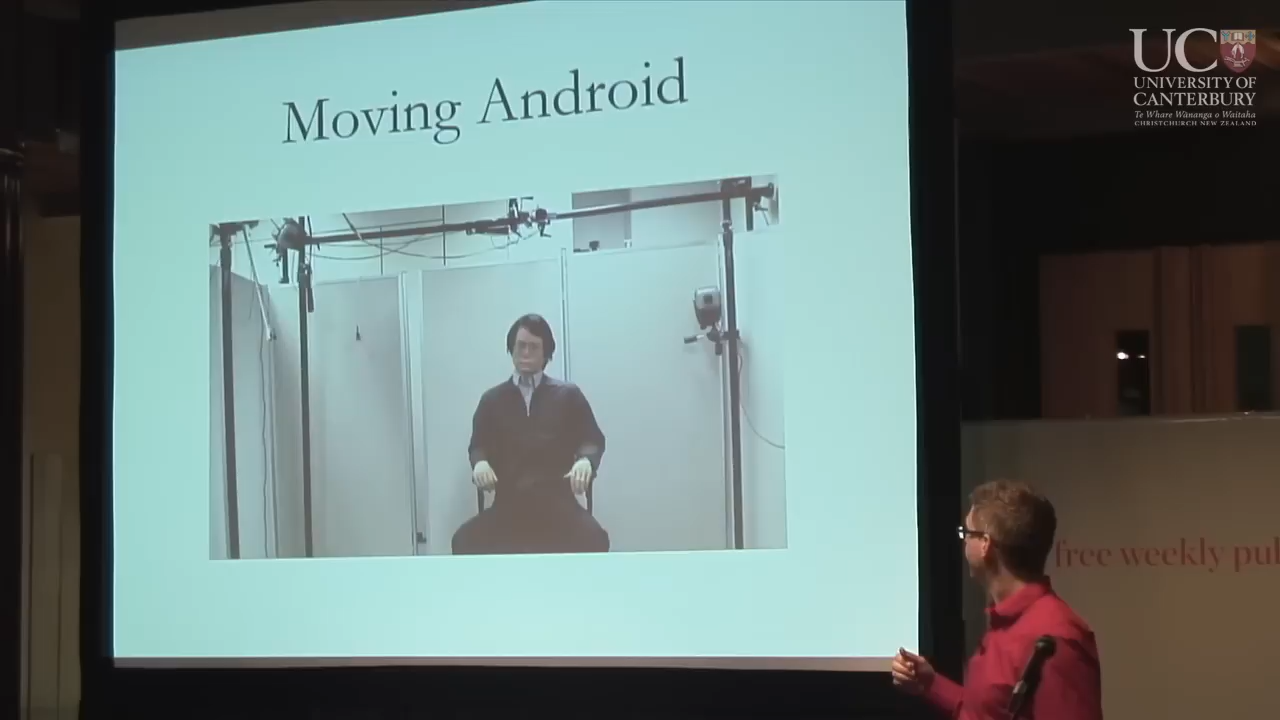 Moving Android
UC
UNIVERSITY OF
CANTERBURY
Te Whare Wānanga o Waitaha
CHRISTCHURCH NEW ZEALAND
free weekly pu